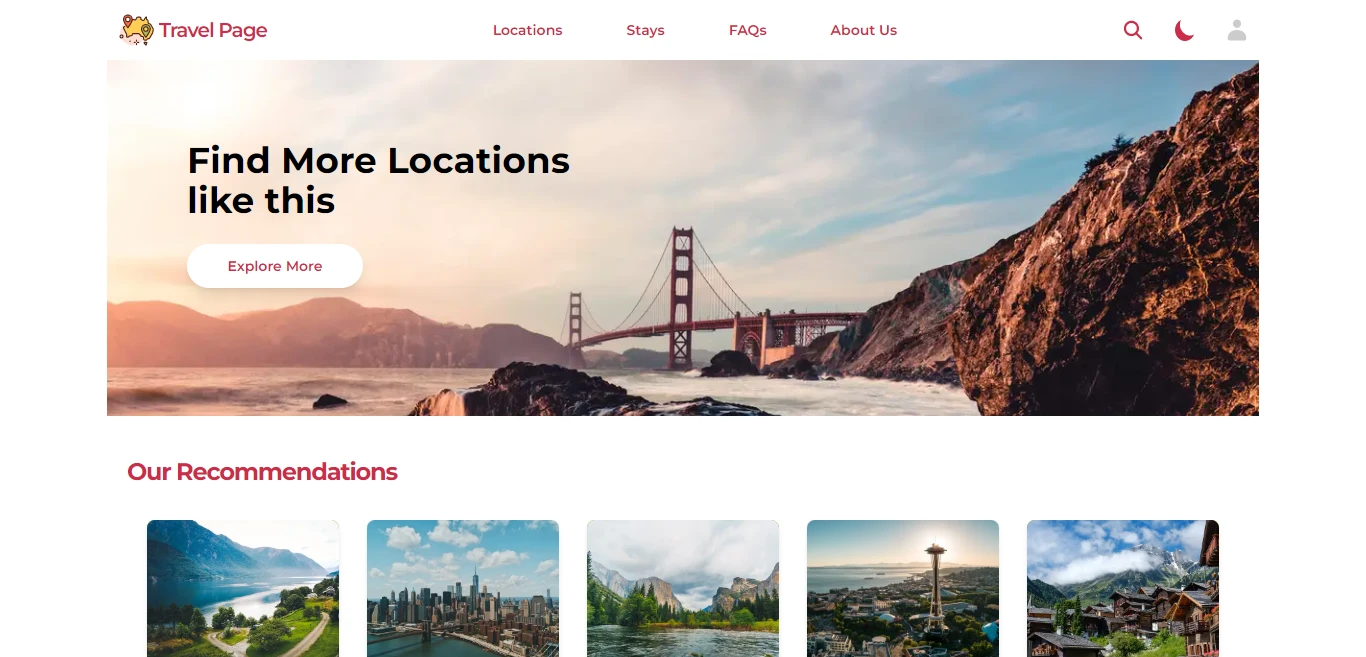 Travel Page
Locations
Stays
FAQs
About Us
Find More Locations
like this
Explore More
Our Recommendations